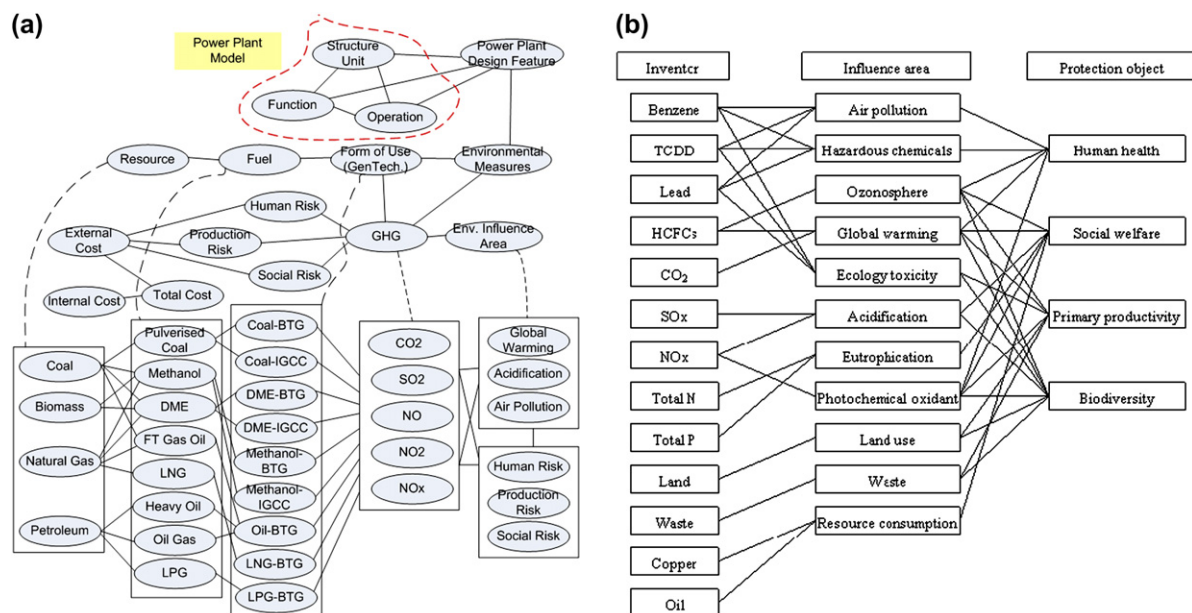 (a)
Power Plant
Model
Structure
Unit
Power Plant
Design Feature
Function
Operation
Resource
Fuel
Form of Use
(GenTech.)
Environmental
Measures
Human Risk
External
Cost
Production
Risk
GHG
Env. Influence
Area
Social Risk
Internal Cost
Total Cost
Coal
Biomass
Natural Gas
Petroleum
Pulverised
Coal
Methanol
DME
FT Gas Oil
LNG
Heavy Oil
Oil Gas
LPG
Coal-BTG
Coal-IGCC
DME-BTG
DME-IGCC
Methanol-
BTG
Methanol-
IGCC
Oil-BTG
LNG-BTG
LPG-BTG
CO2
SO2
NO
NO2
NOx
Global
Warming
Acidification
Air Pollution
Human Risk
Production
Risk
Social Risk
(b)
Inventor
Influence area
Protection object
Benzene
TCDD
Lead
HCFCs
CO₂
SOx
NOx
Total N
Total P
Land
Waste
Copper
Oil
Air pollution
Hazardous chemicals
Ozonosphere
Global warming
Ecology toxicity
Acidification
Eutrophication
Photochemical oxidant
Land use
Waste
Resource consumption
Human health
Social welfare
Primary productivity
Biodiversity